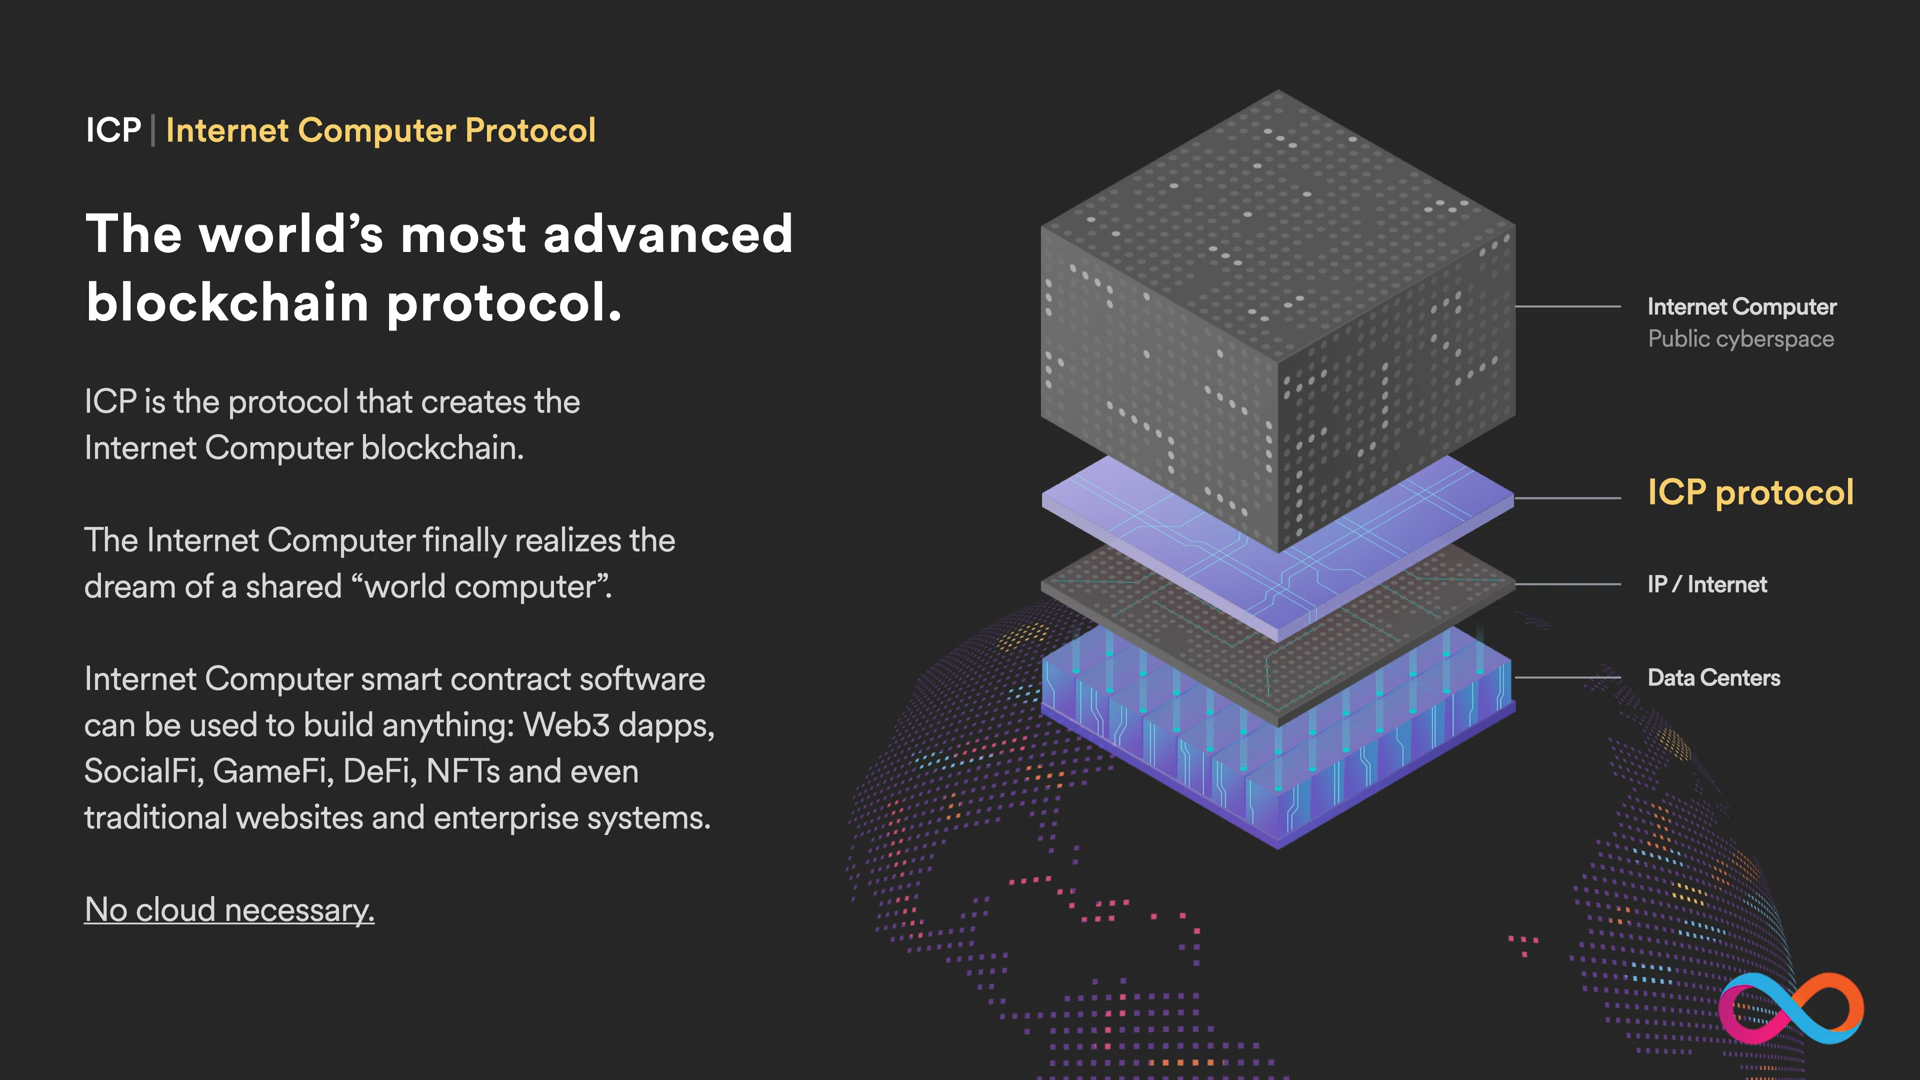 ICP | Internet Computer Protocol
The world’s most advanced
blockchain protocol.
ICP is the protocol that creates the
Internet Computer blockchain.
The Internet Computer finally realizes the
dream of a shared “world computer”.
Internet Computer smart contract software
can be used to build anything: Web3 dapps,
SocialFi, GameFi, DeFi, NFTs and even
traditional websites and enterprise systems.
No cloud necessary.
Internet Computer
Public cyberspace
ICP protocol
IP / Internet
Data Centers